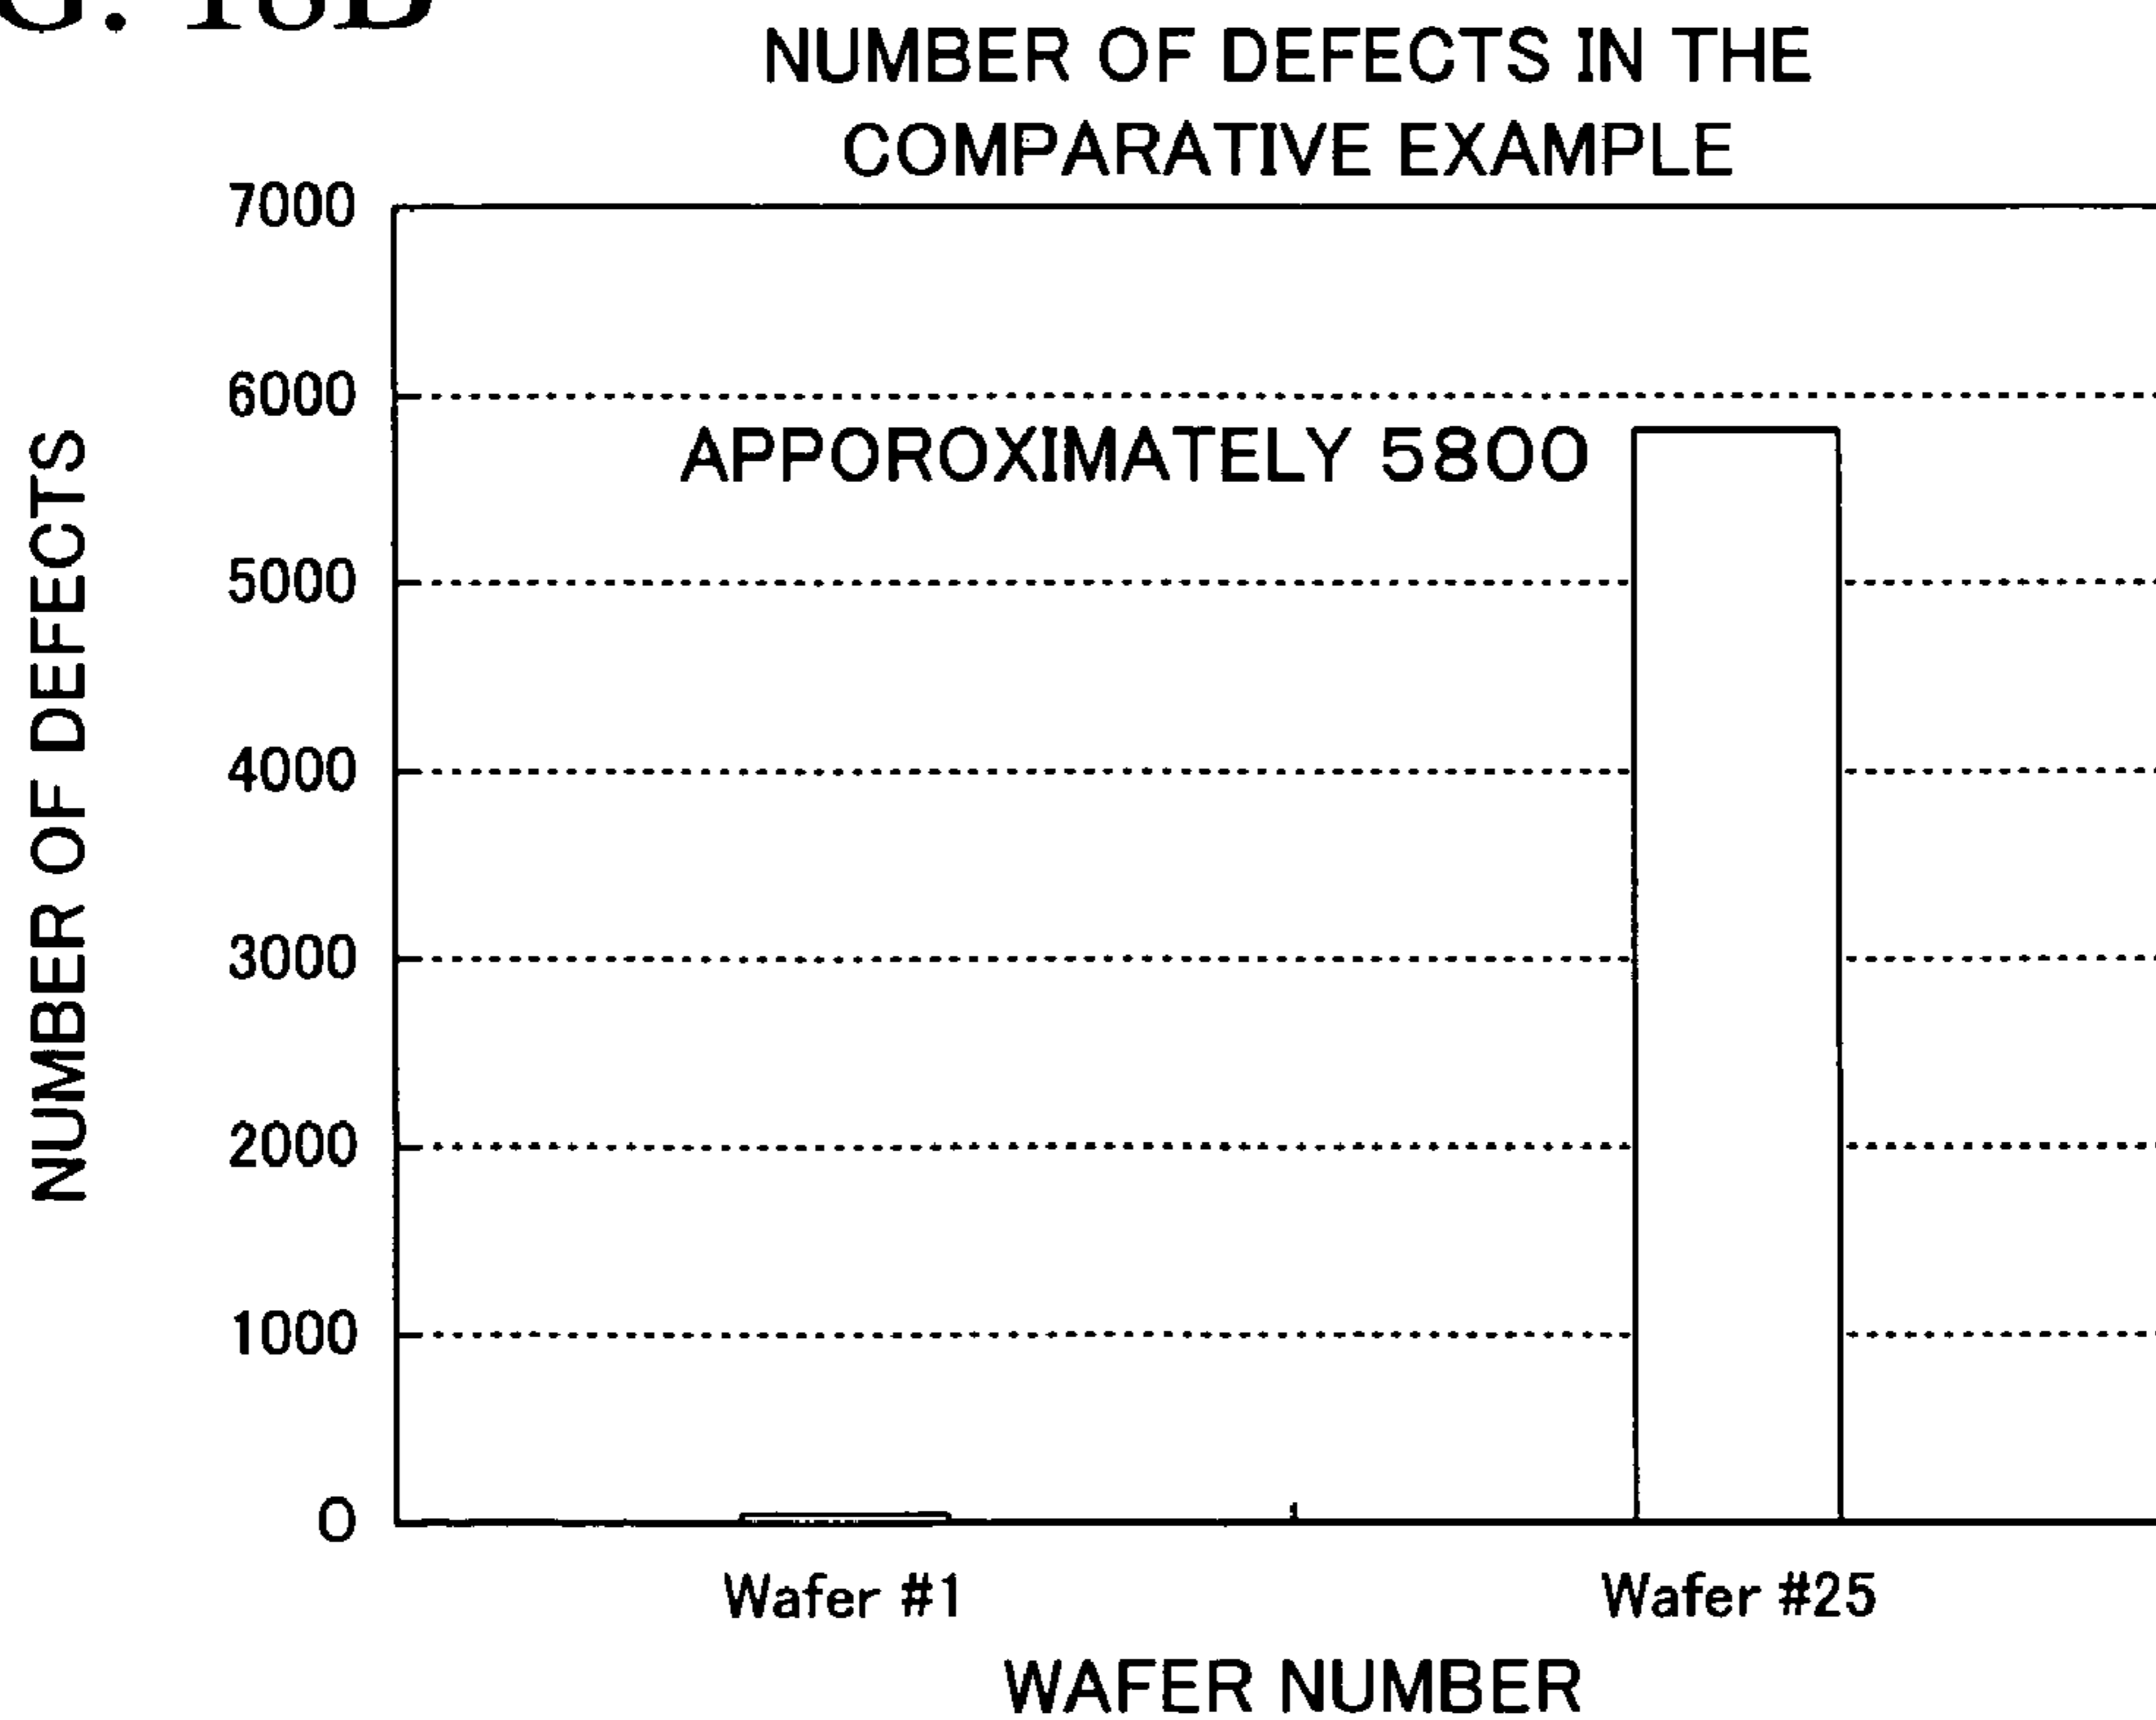 G. 18B
NUMBER OF DEFECTS IN THE
COMPARATIVE EXAMPLE
7000
6000
APPOROXIMATELY 5800
5000
4000
3000
2000
1000
0
NUMBER OF DEFECTS
Wafer #1
Wafer #25
WAFER NUMBER